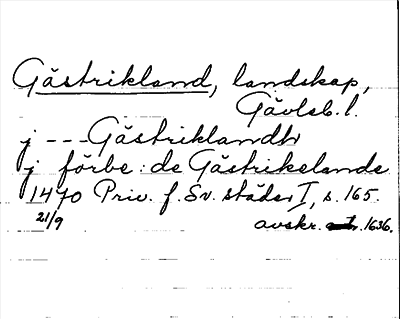 Gästrikland, landskap,
Gävleb. l.
j --- Gästriklandh
j förbe: de Gästrikelande
1470 Priv. f. Sv. städer I, s. 165.
21/9 avskr. 1636.